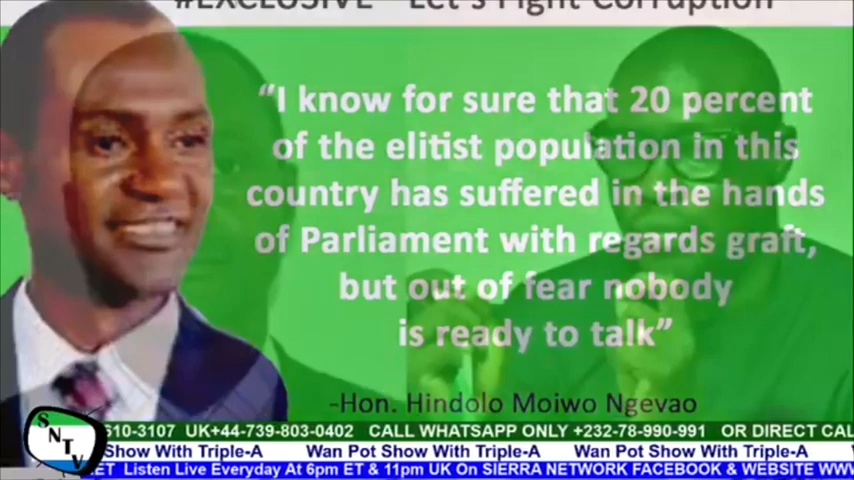 #EXCLUSIVE - Let's Fight Corruption
“I know for sure that 20 percent
of the elitist population in this
country has suffered in the hands
of Parliament with regards graft,
but out of fear nobody
is ready to talk”
-Hon. Hindolo Moiwo Ngevao
610-3107 UK+44-739-803-0402 CALL WHATSAPP ONLY +232-78-990-991 OR DIRECT CAL
Show With Triple-A Wan Pot Show With Triple-A Wan Pot Show With Triple-A
ET Listen Live Everyday At 6pm ET & 11pm UK On SIERRA NETWORK FACEBOOK & WEBSITE WWW
SNTV